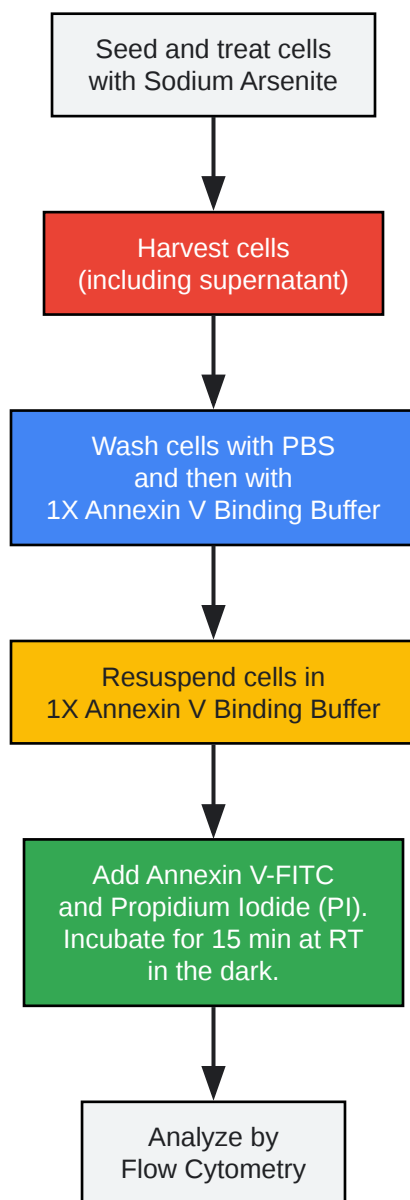 Seed and treat cells
with Sodium Arsenite
Harvest cells
(including supernatant)
Wash cells with PBS
and then with
1X Annexin V Binding Buffer
Resuspend cells in
1X Annexin V Binding Buffer
Add Annexin V-FITC
and Propidium Iodide (PI).
Incubate for 15 min at RT
in the dark.
Analyze by
Flow Cytometry